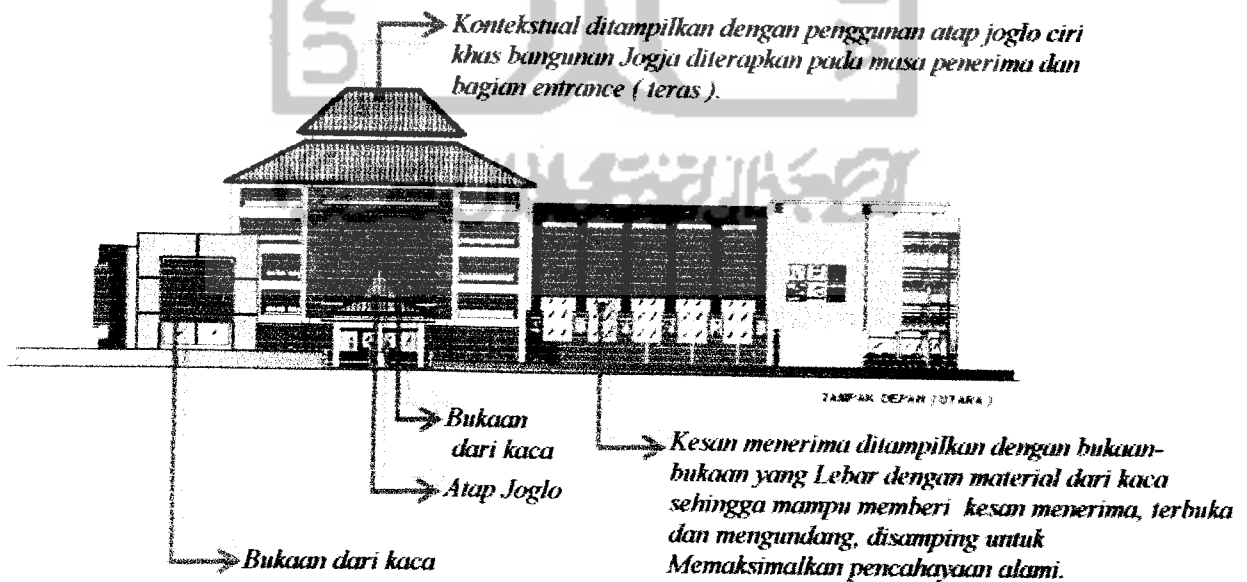 Kontekstual ditampilkan dengan penggunan atap joglo ciri
khas bangunan Jogja diterapkan pada masa penerima dan
bagian entrance ( teras ).
TAMPAK DEPAN ( UTARA )
Bukaan
dari kaca
Atap Joglo
Bukaan dari kaca
Kesan menerima ditampilkan dengan bukaan-
bukaan yang Lebar dengan material dari kaca
sehingga mampu memberi kesan menerima, terbuka
dan mengundang, disamping untuk
Memaksimalkan pencahayaan alami.